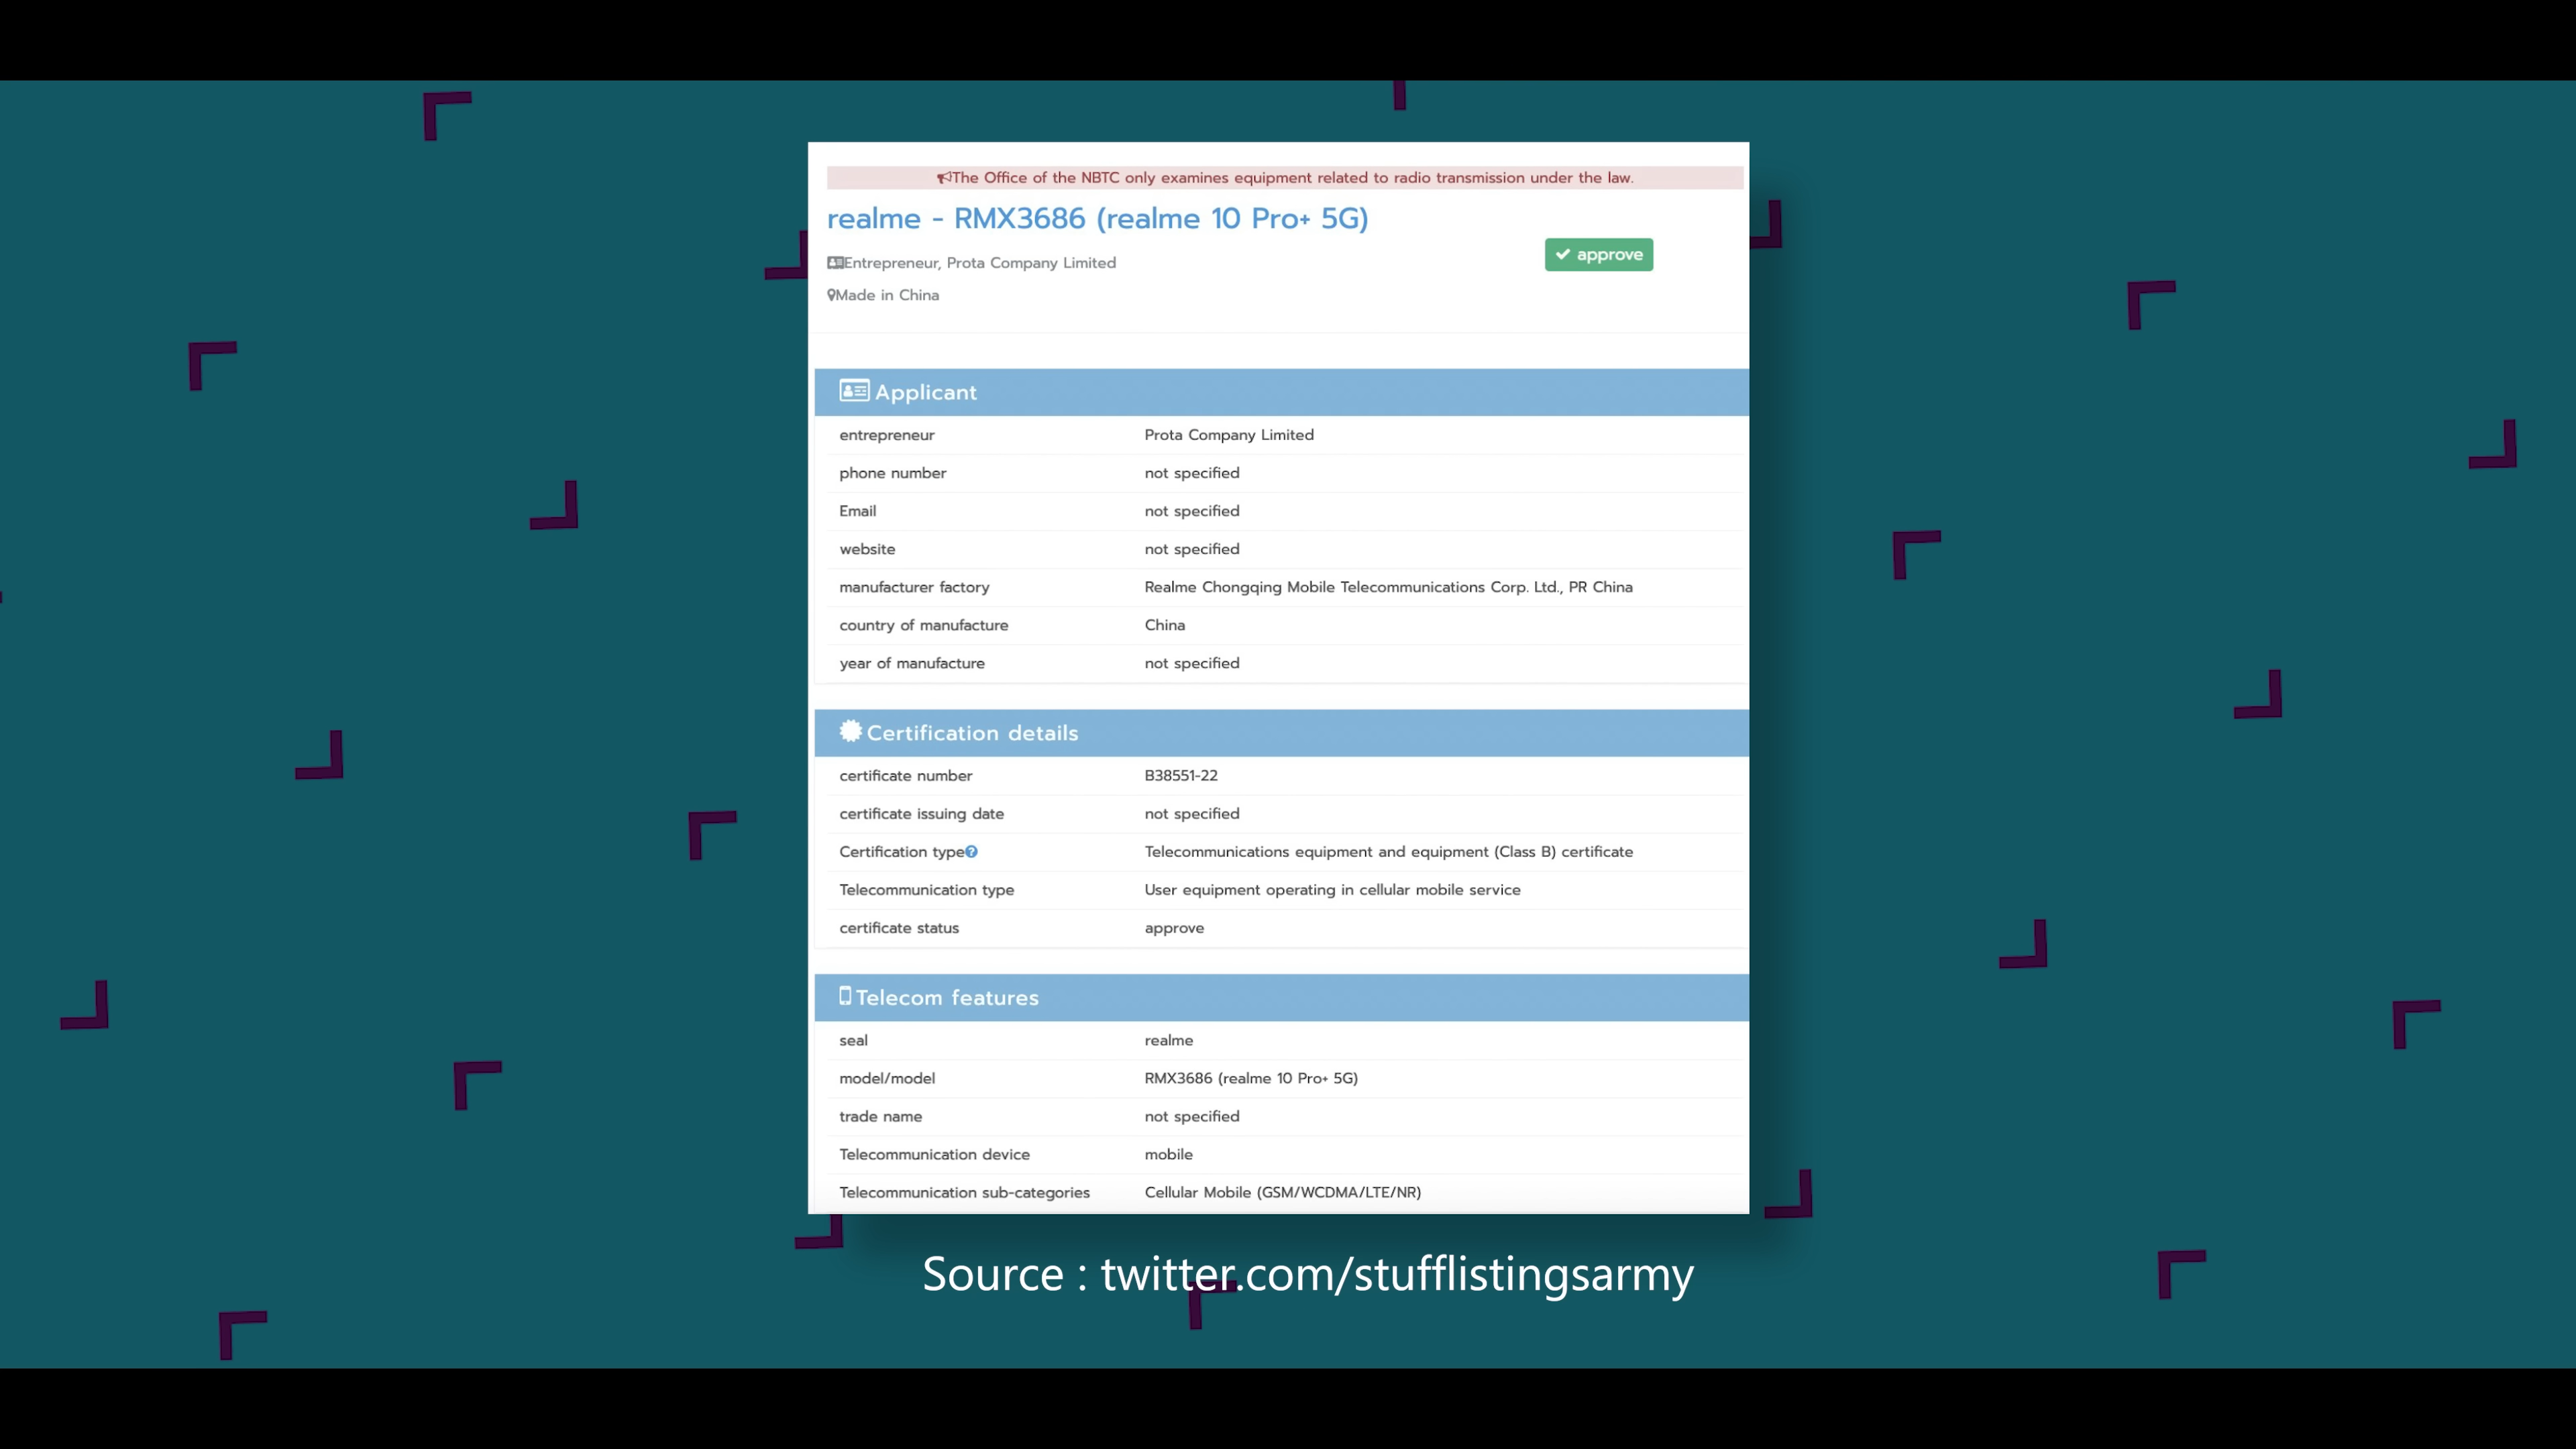 The Office of the NBTC only examines equipment related to radio transmission under the law.
realme - RMX3686 (realme 10 Pro+ 5G)
approve
Entrepreneur, Prota Company Limited
Made in China
Applicant
entrepreneur Prota Company Limited
phone number not specified
Email not specified
website not specified
manufacturer factory Realme Chongqing Mobile Telecommunications Corp. Ltd., PR China
country of manufacture China
year of manufacture not specified
Certification details
certificate number B38551-22
certificate issuing date not specified
Certification type Telecommunications equipment and equipment (Class B) certificate
Telecommunication type User equipment operating in cellular mobile service
certificate status approve
Telecom features
seal realme
model/model RMX3686 (realme 10 Pro+ 5G)
trade name not specified
Telecommunication device mobile
Telecommunication sub-categories Cellular Mobile (GSM/WCDMA/LTE/NR)
Source : twitter.com/stufflistingsarmy